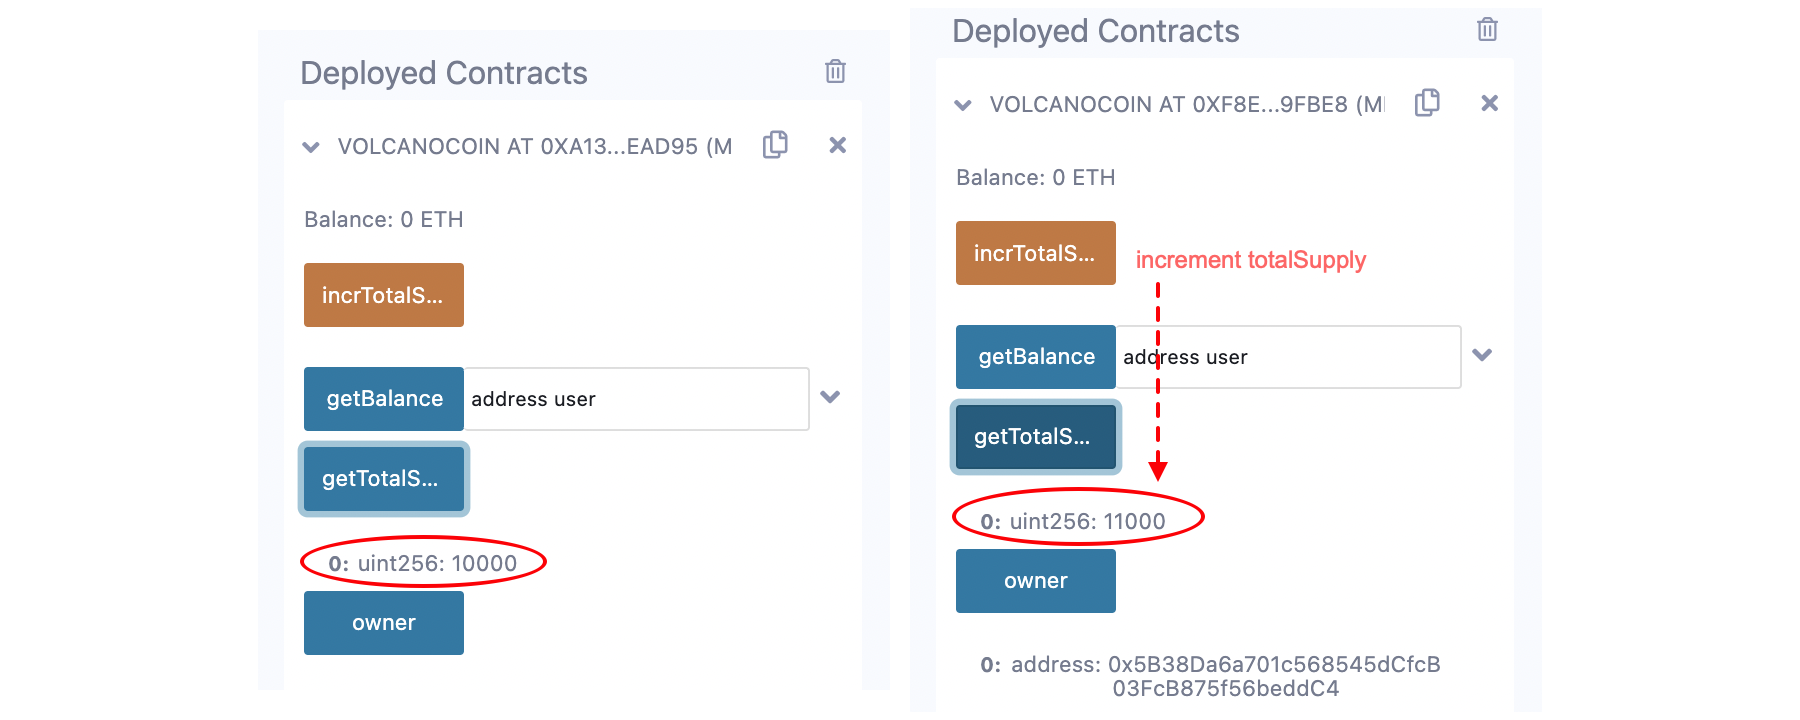 Deployed Contracts
VOLCANOCOIN AT 0XA13...EAD95 (M
Balance: 0 ETH
incrTotalS...
getBalance address user
getTotalS...
0: uint256: 10000
owner
Deployed Contracts
VOLCANOCOIN AT 0XF8E...9FBE8 (M
Balance: 0 ETH
incrTotalS... increment totalSupply
getBalance address user
getTotalS...
0: uint256: 11000
owner
0: address: 0x5B38Da6a701c568545dCfcB
03FcB875f56beddC4